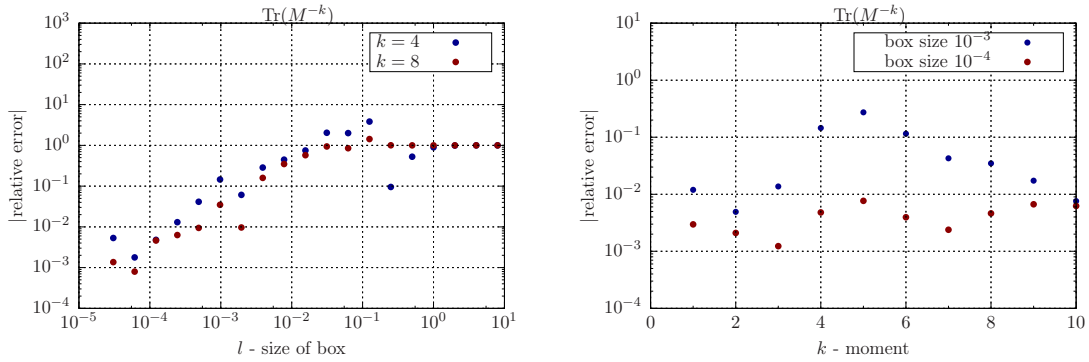 Tr(M^{-k})
10^3
10^2
10^1
10^0
10^{-1}
10^{-2}
10^{-3}
10^{-4}
|relative error|
k = 4
k = 8
10^{-5} 10^{-4} 10^{-3} 10^{-2} 10^{-1} 10^0 10^1
l - size of box
Tr(M^{-k})
10^1
10^0
10^{-1}
10^{-2}
10^{-3}
10^{-4}
|relative error|
box size 10^{-3}
box size 10^{-4}
0 2 4 6 8 10
k - moment